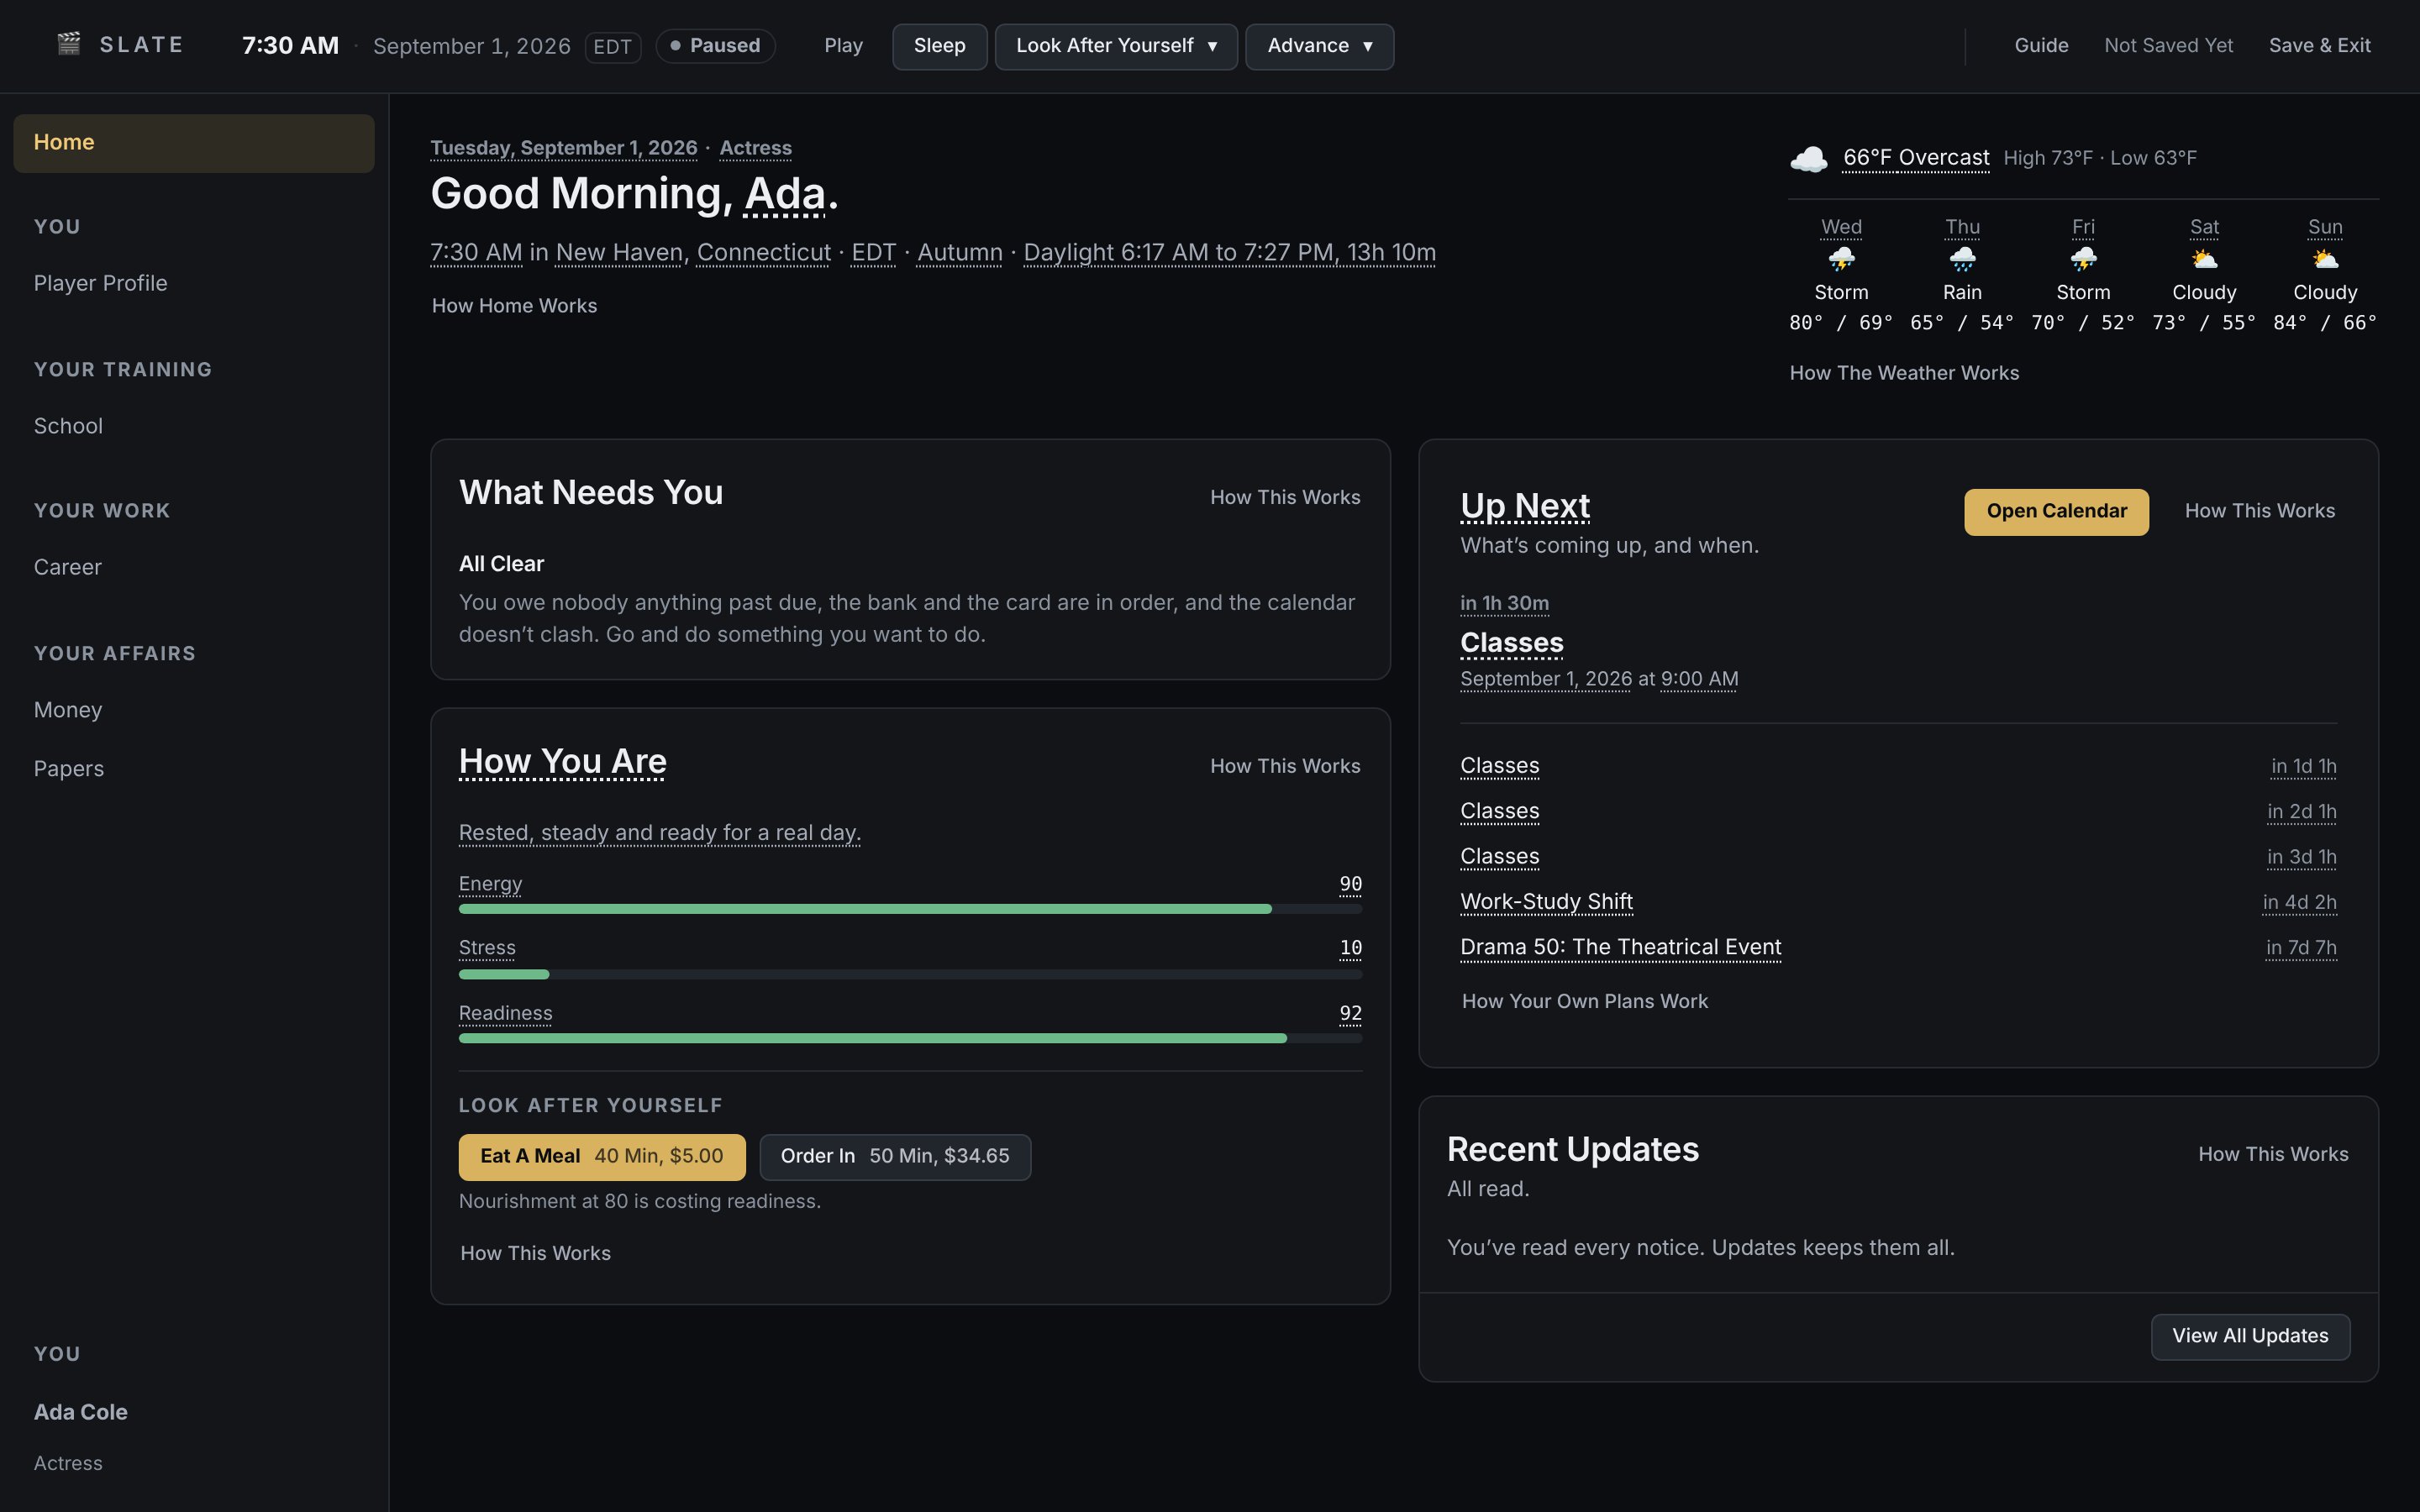 SLATE
7:30 AM · September 1, 2026 EDT Paused
Play
Sleep
Look After Yourself ▾
Advance ▾
Guide
Not Saved Yet
Save & Exit
Home
YOU
Player Profile
YOUR TRAINING
School
YOUR WORK
Career
YOUR AFFAIRS
Money
Papers
YOU
Ada Cole
Actress
Tuesday, September 1, 2026 · Actress
Good Morning, Ada.
7:30 AM in New Haven, Connecticut · EDT · Autumn · Daylight 6:17 AM to 7:27 PM, 13h 10m
How Home Works
66°F Overcast High 73°F · Low 63°F
Wed Thu Fri Sat Sun
Storm Rain Storm Cloudy Cloudy
80° / 69° 65° / 54° 70° / 52° 73° / 55° 84° / 66°
How The Weather Works
What Needs You
How This Works
All Clear
You owe nobody anything past due, the bank and the card are in order, and the calendar
doesn’t clash. Go and do something you want to do.
How You Are
How This Works
Rested, steady and ready for a real day.
Energy 90
Stress 10
Readiness 92
LOOK AFTER YOURSELF
Eat A Meal 40 Min, $5.00
Order In 50 Min, $34.65
Nourishment at 80 is costing readiness.
How This Works
Up Next
Open Calendar
How This Works
What’s coming up, and when.
in 1h 30m
Classes
September 1, 2026 at 9:00 AM
Classes in 1d 1h
Classes in 2d 1h
Classes in 3d 1h
Work-Study Shift in 4d 2h
Drama 50: The Theatrical Event in 7d 7h
How Your Own Plans Work
Recent Updates
How This Works
All read.
You’ve read every notice. Updates keeps them all.
View All Updates